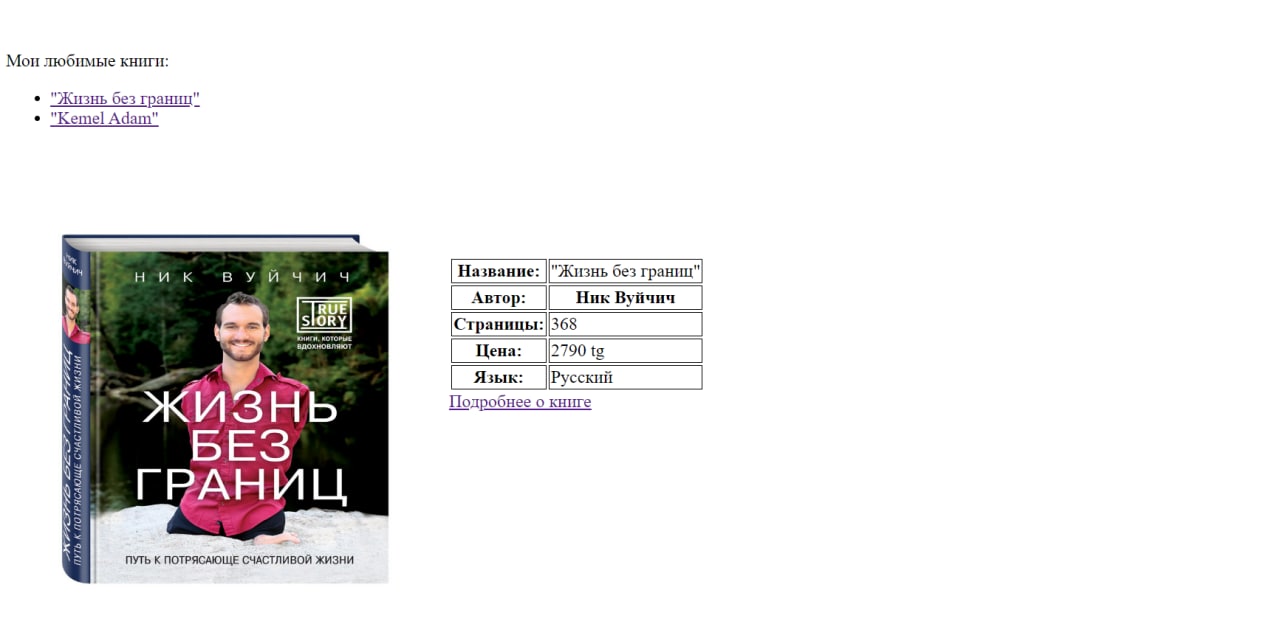 Мои любимые книги:
"Жизнь без границ"
"Kemel Adam"
НИК ВУЙЧИЧ
TRUE
STORY
КНИГИ, КОТОРЫЕ
ВДОХНОВЛЯЮТ
ЖИЗНЬ
БЕЗ
ГРАНИЦ
ПУТЬ К ПОТРЯСАЮЩЕ СЧАСТЛИВОЙ ЖИЗНИ
НИК
ВУЙЧИЧ
ЖИЗНЬ БЕЗ ГРАНИЦ
ПУТЬ К ПОТРЯСАЮЩЕ СЧАСТЛИВОЙ ЖИЗНИ
Название: "Жизнь без границ"
Автор: Ник Вуйчич
Страницы: 368
Цена: 2790 tg
Язык: Русский
Подробнее о книге